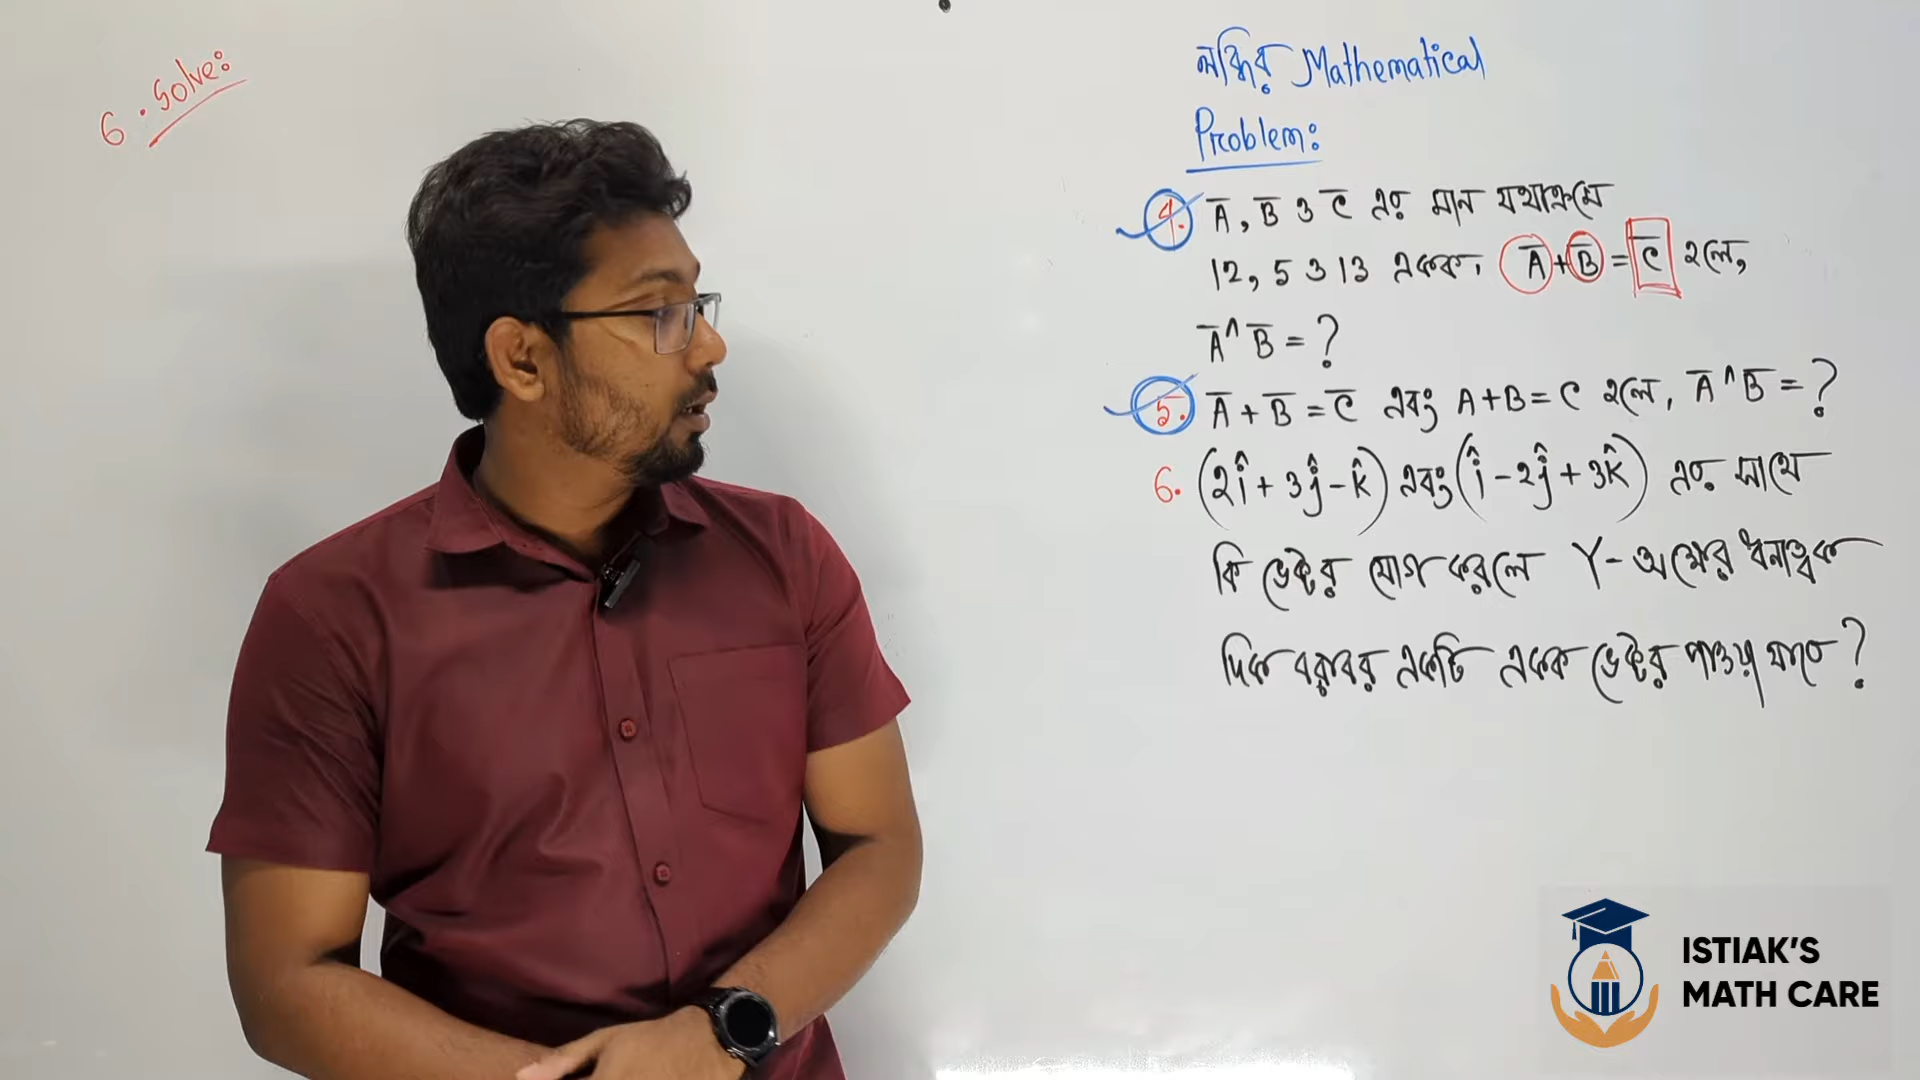 6. Solve:
লব্ধির Mathematical
Problem:
4. A̅, B̅ ও C̅ এর মান যথাক্রমে
12, 5 ও 13 একক। A̅ + B̅ = C̅ হলে,
A̅ ^ B̅ = ?
5. A̅ + B̅ = C̅ এবং A + B = C হলে, A̅ ^ B̅ = ?
6. (2î + 3ĵ - k̂) এবং (î - 2ĵ + 3k̂) এর সাথে
কি ভেক্টর যোগ করলে Y-অক্ষের ধনাত্বক
দিক বরাবর একটি একক ভেক্টর পাওয়া যাবে?
ISTIAK'S
MATH CARE